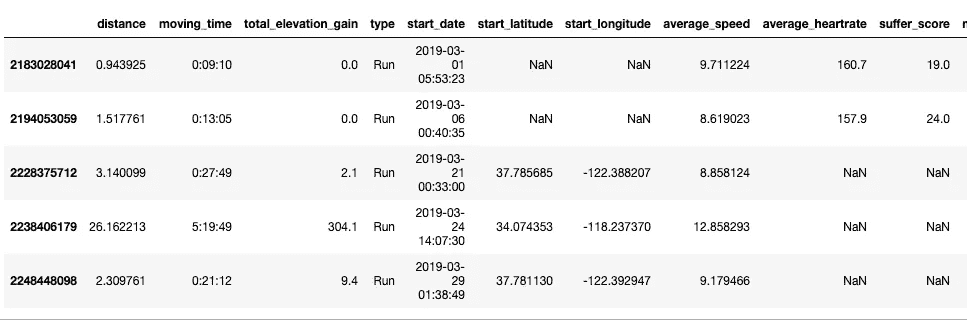 distance moving_time total_elevation_gain type start_date start_latitude start_longitude average_speed average_heartrate suffer_score
2019-03-
2183028041 0.943925 0:09:10 0.0 Run 01 NaN NaN 9.711224 160.7 19.0
05:53:23
2019-03-
2194053059 1.517761 0:13:05 0.0 Run 06 NaN NaN 8.619023 157.9 24.0
00:40:35
2019-03-
2228375712 3.140099 0:27:49 2.1 Run 21 37.785685 -122.388207 8.858124 NaN NaN
00:33:00
2019-03-
2238406179 26.162213 5:19:49 304.1 Run 24 34.074353 -118.237370 12.858293 NaN NaN
14:07:30
2019-03-
2248448098 2.309761 0:21:12 9.4 Run 29 37.781130 -122.392947 9.179466 NaN NaN
01:38:49